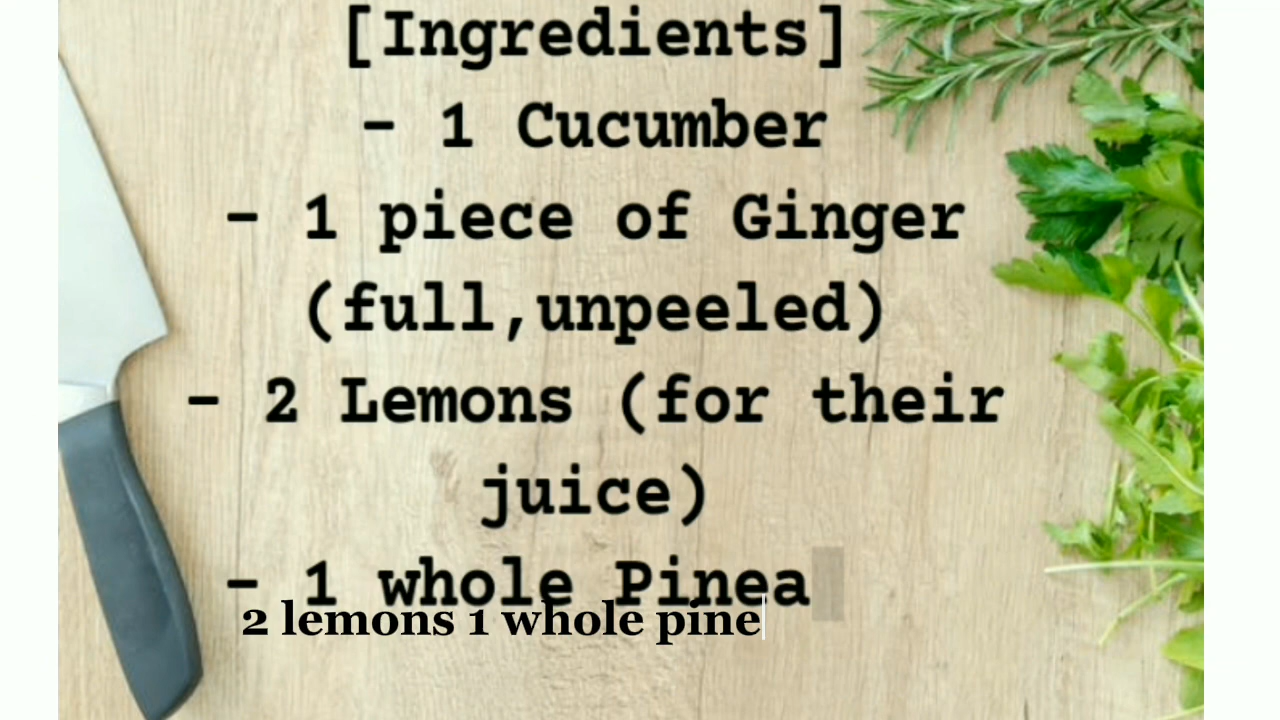 [Ingredients]
- 1 Cucumber
- 1 piece of Ginger
(full,unpeeled)
- 2 Lemons (for their
juice)
- 1 whole Pinea
2 lemons 1 whole pine